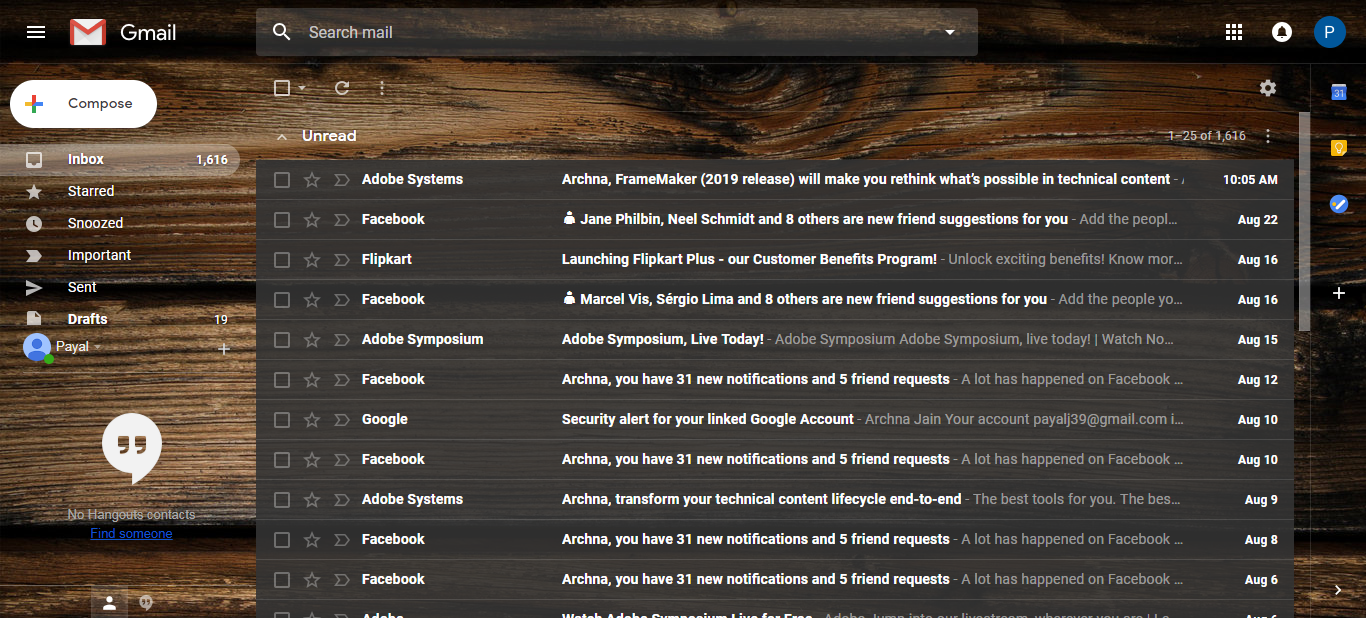 Gmail
Search mail
P
Compose
31
Unread
1–25 of 1,616
Inbox 1,616
Starred
Snoozed
Important
Sent
Drafts 19
Payal
No Hangouts contacts
Find someone
Adobe Systems Archna, FrameMaker (2019 release) will make you rethink what's possible in technical content - 10:05 AM
Facebook Jane Philbin, Neel Schmidt and 8 others are new friend suggestions for you - Add the peopl… Aug 22
Flipkart Launching Flipkart Plus - our Customer Benefits Program! - Unlock exciting benefits! Know mor… Aug 16
Facebook Marcel Vis, Sérgio Lima and 8 others are new friend suggestions for you - Add the people yo… Aug 16
Adobe Symposium Adobe Symposium, Live Today! - Adobe Symposium Adobe Symposium, live today! | Watch No… Aug 15
Facebook Archna, you have 31 new notifications and 5 friend requests - A lot has happened on Facebook … Aug 12
Google Security alert for your linked Google Account - Archna Jain Your account payalj39@gmail.com i… Aug 10
Facebook Archna, you have 31 new notifications and 5 friend requests - A lot has happened on Facebook … Aug 10
Adobe Systems Archna, transform your technical content lifecycle end-to-end - The best tools for you. The bes… Aug 9
Facebook Archna, you have 31 new notifications and 5 friend requests - A lot has happened on Facebook … Aug 8
Facebook Archna, you have 31 new notifications and 5 friend requests - A lot has happened on Facebook … Aug 6
Adobe Watch Adobe Symposium Live for Free - Adobe Jump into our livestream, wherever you are